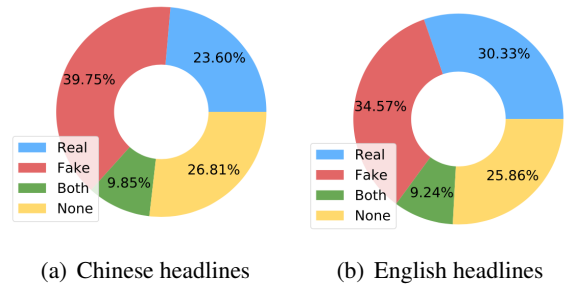 23.60%
39.75%
9.85%
26.81%
Real
Fake
Both
None
(a) Chinese headlines
30.33%
34.57%
9.24%
25.86%
Real
Fake
Both
None
(b) English headlines